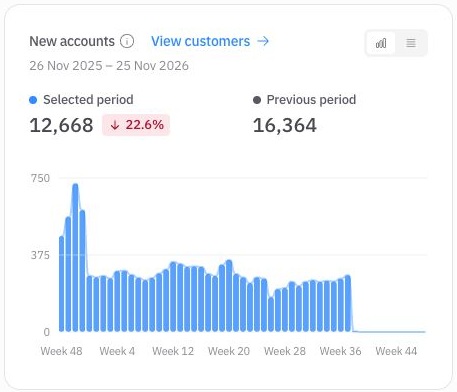 New accounts View customers →
26 Nov 2025 – 25 Nov 2026
Selected period Previous period
12,668 ↓ 22.6% 16,364
750
375
0
Week 48 Week 4 Week 12 Week 20 Week 28 Week 36 Week 44